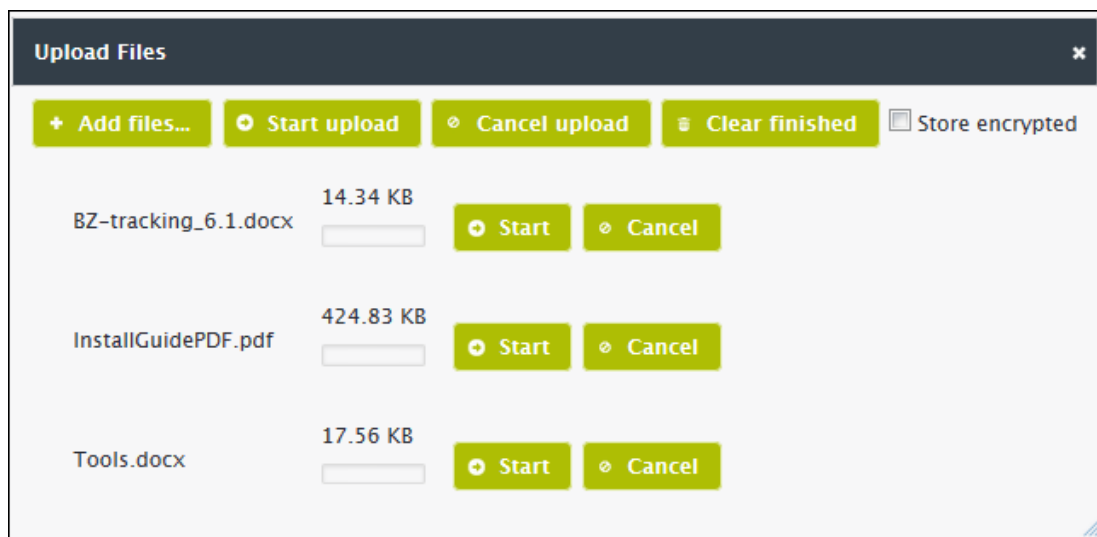 Upload Files
Add files... Start upload Cancel upload Clear finished Store encrypted
14.34 KB
BZ-tracking_6.1.docx Start Cancel
424.83 KB
InstallGuidePDF.pdf Start Cancel
17.56 KB
Tools.docx Start Cancel